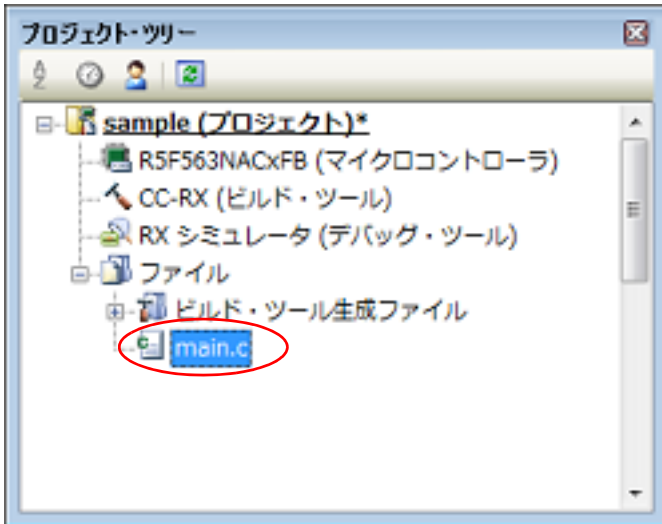 プロジェクト・ツリー
sample (プロジェクト)*
R5F563NACxFB (マイクロコントローラ)
CC-RX (ビルド・ツール)
RX シミュレータ (デバッグ・ツール)
ファイル
ビルド・ツール生成ファイル
main.c